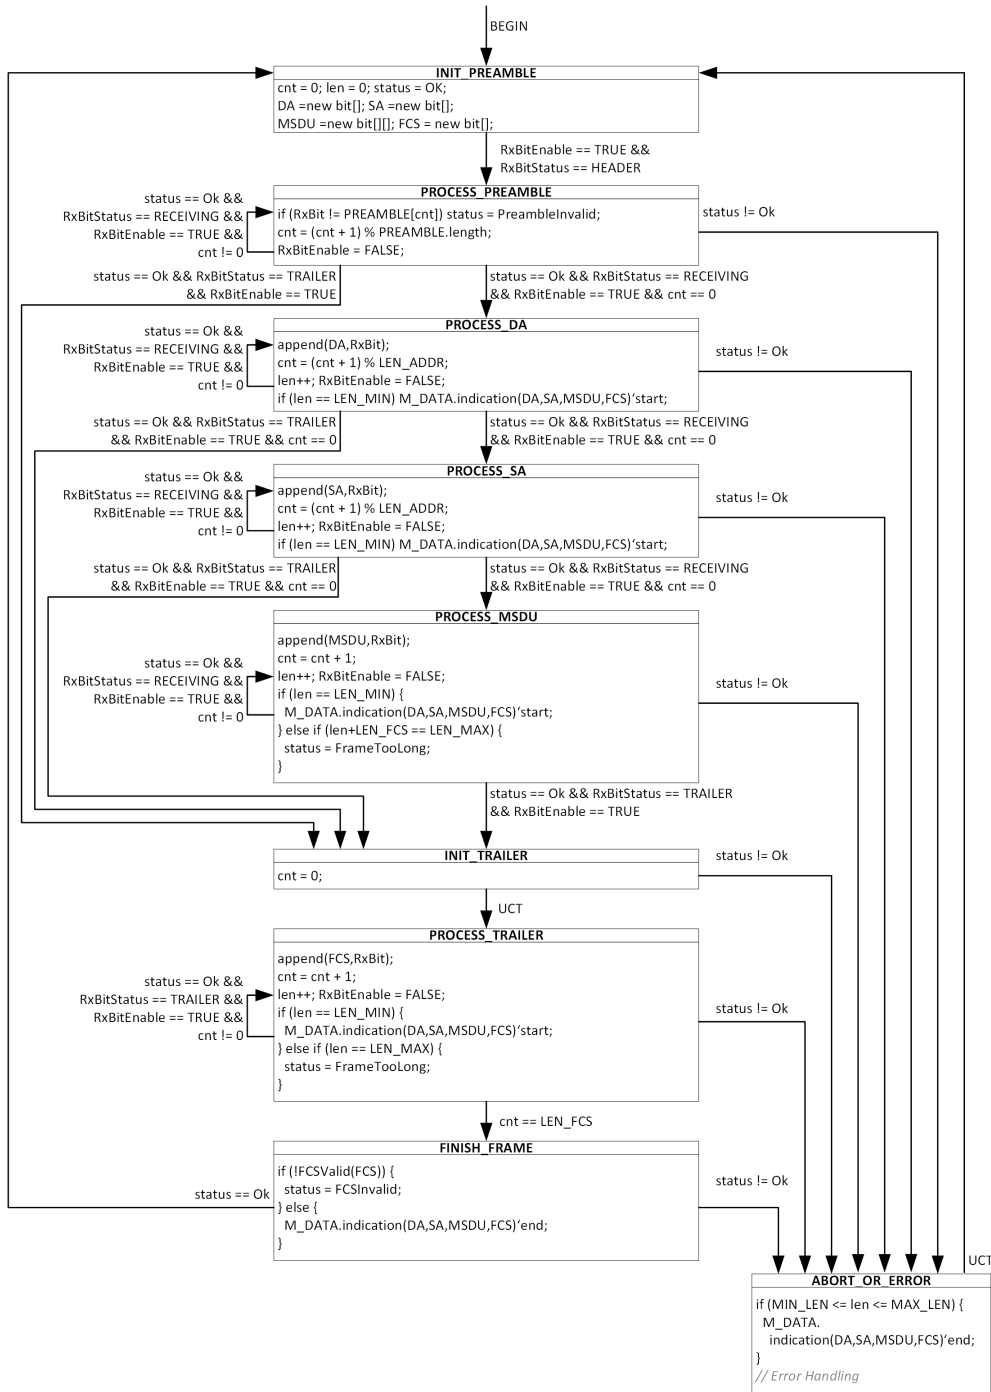 BEGIN
INIT_PREAMBLE
cnt = 0; len = 0; status = OK;
DA =new bit[]; SA =new bit[];
MSDU =new bit[][]; FCS = new bit[];
RxBitEnable == TRUE &&
RxBitStatus == HEADER
PROCESS_PREAMBLE
status == Ok &&
RxBitStatus == RECEIVING &&
RxBitEnable == TRUE &&
cnt != 0
if (RxBit != PREAMBLE[cnt]) status = PreambleInvalid;
cnt = (cnt + 1) % PREAMBLE.length;
RxBitEnable = FALSE;
status != Ok
status == Ok && RxBitStatus == TRAILER
&& RxBitEnable == TRUE
status == Ok && RxBitStatus == RECEIVING
&& RxBitEnable == TRUE && cnt == 0
PROCESS_DA
status == Ok &&
RxBitStatus == RECEIVING &&
RxBitEnable == TRUE &&
cnt != 0
append(DA,RxBit);
cnt = (cnt + 1) % LEN_ADDR;
len++; RxBitEnable = FALSE;
if (len == LEN_MIN) M_DATA.indication(DA,SA,MSDU,FCS)‘start;
status != Ok
status == Ok && RxBitStatus == TRAILER
&& RxBitEnable == TRUE && cnt == 0
status == Ok && RxBitStatus == RECEIVING
&& RxBitEnable == TRUE && cnt == 0
PROCESS_SA
status == Ok &&
RxBitStatus == RECEIVING &&
RxBitEnable == TRUE &&
cnt != 0
append(SA,RxBit);
cnt = (cnt + 1) % LEN_ADDR;
len++; RxBitEnable = FALSE;
if (len == LEN_MIN) M_DATA.indication(DA,SA,MSDU,FCS)‘start;
status != Ok
status == Ok && RxBitStatus == TRAILER
&& RxBitEnable == TRUE && cnt == 0
status == Ok && RxBitStatus == RECEIVING
&& RxBitEnable == TRUE && cnt == 0
PROCESS_MSDU
status == Ok &&
RxBitStatus == RECEIVING &&
RxBitEnable == TRUE &&
cnt != 0
append(MSDU,RxBit);
cnt = cnt + 1;
len++; RxBitEnable = FALSE;
if (len == LEN_MIN) {
M_DATA.indication(DA,SA,MSDU,FCS)‘start;
} else if (len+LEN_FCS == LEN_MAX) {
status = FrameTooLong;
}
status != Ok
status == Ok && RxBitStatus == TRAILER
&& RxBitEnable == TRUE
INIT_TRAILER
cnt = 0;
status != Ok
UCT
PROCESS_TRAILER
status == Ok &&
RxBitStatus == TRAILER &&
RxBitEnable == TRUE &&
cnt != 0
append(FCS,RxBit);
cnt = cnt + 1;
len++; RxBitEnable = FALSE;
if (len == LEN_MIN) {
M_DATA.indication(DA,SA,MSDU,FCS)‘start;
} else if (len == LEN_MAX) {
status = FrameTooLong;
}
status != Ok
cnt == LEN_FCS
FINISH_FRAME
status == Ok
if (!FCSValid(FCS)) {
status = FCSInvalid;
} else {
M_DATA.indication(DA,SA,MSDU,FCS)‘end;
}
status != Ok
UCT
ABORT_OR_ERROR
if (MIN_LEN <= len <= MAX_LEN) {
M_DATA.
indication(DA,SA,MSDU,FCS)‘end;
}
// Error Handling